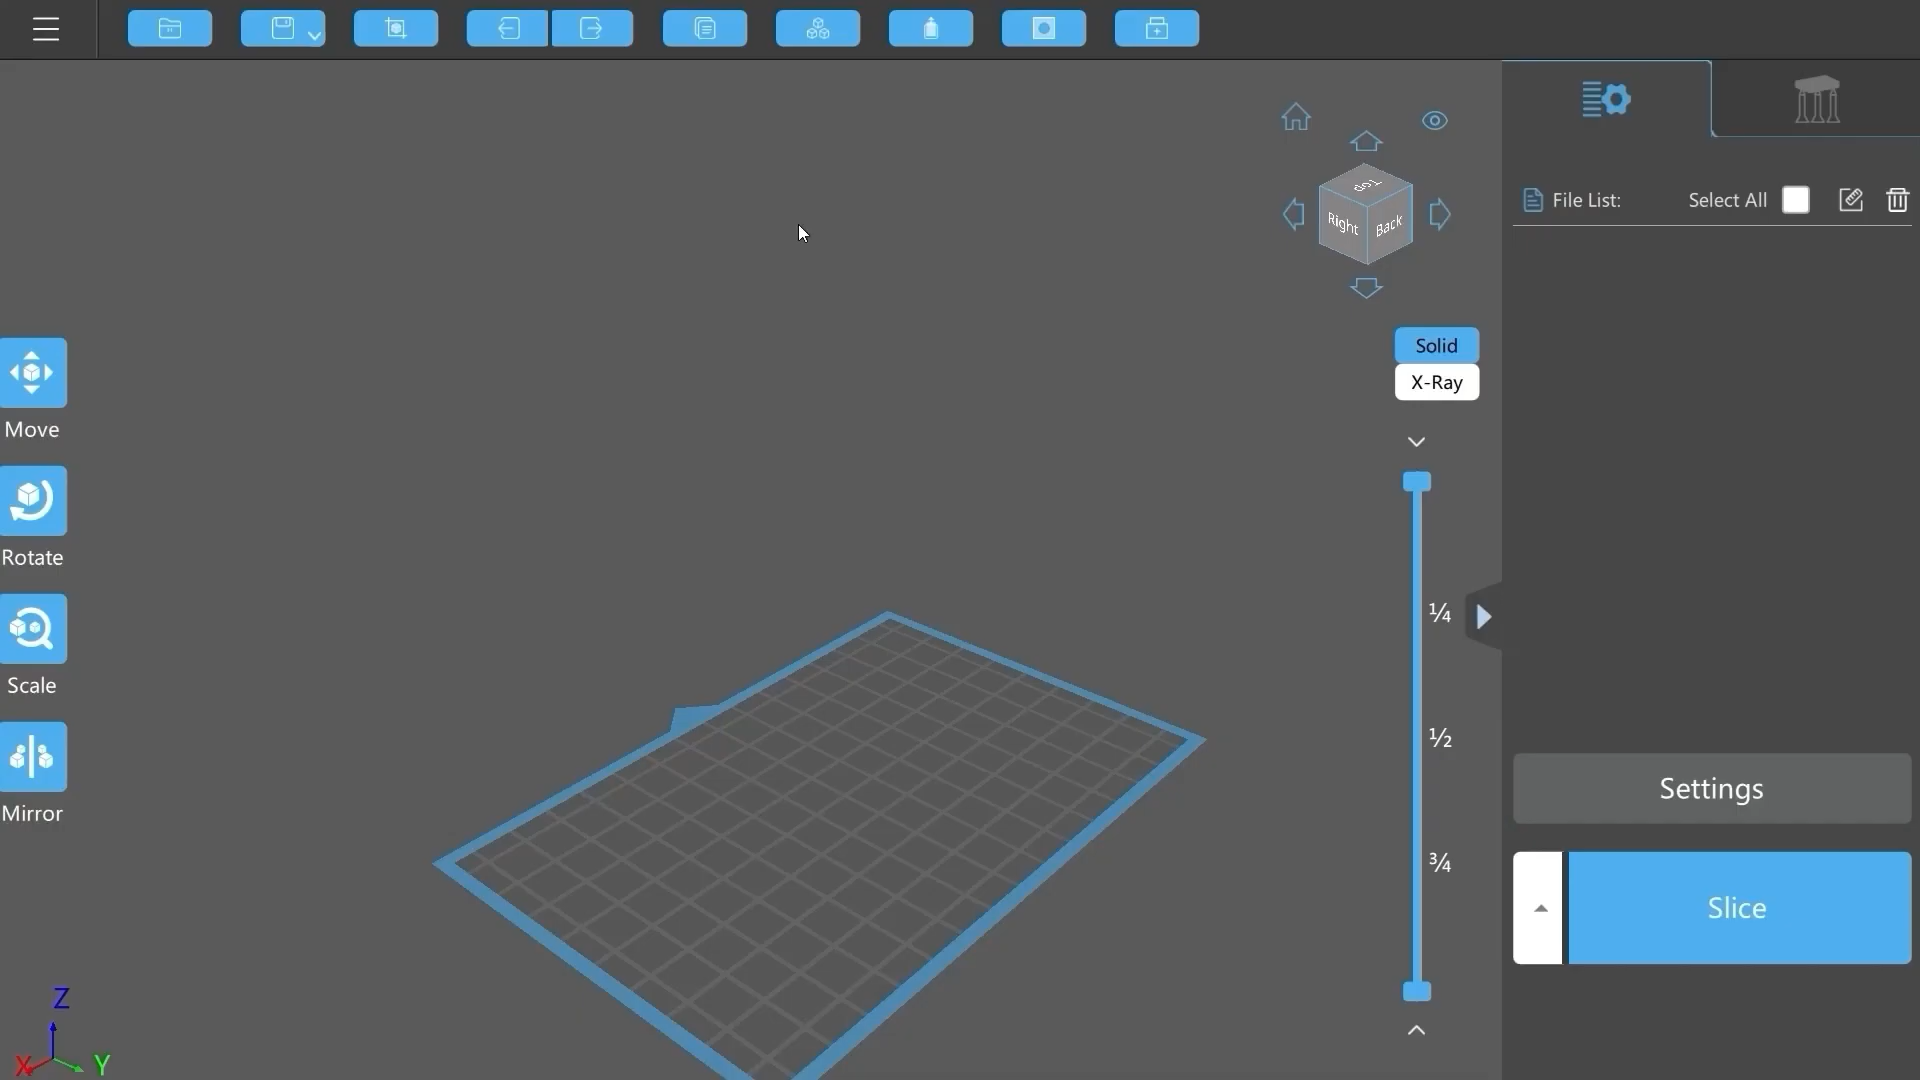 File List: Select All
Top
Right
Back
Solid
X-Ray
Move
¼
Rotate
Scale
½
Settings
Mirror
¾
Slice
Z
X
Y